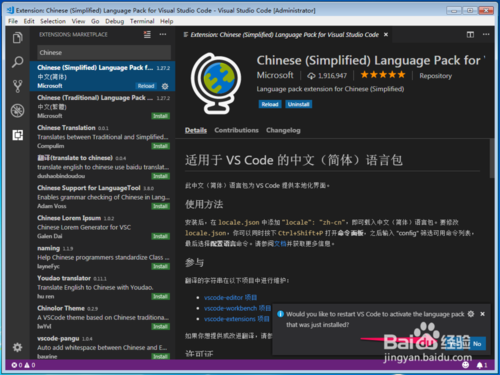 Extension: Chinese (Simplified) Language Pack for Visual Studio Code - Visual Studio Code [Administrator]
File Edit Selection View Go Debug Terminal Help
EXTENSIONS: MARKETPLACE
Chinese
Chinese (Simplified) Language Pack f... 1.27.2
中文(简体)
Microsoft Reload
Chinese (Traditional) Language Pack... 1.27.2
中文(繁體)
Microsoft Install
Chinese Translation 0.0.1
Translates between Traditional and Simplified...
Compulim Install
翻译(translate to chinese) 0.0.4
translate english to chinese use baidu translat...
dushaobindoudou Install
Chinese Support for LanguageTool 3.8.0
Enables grammar checking of Chinese in Lang...
Adam Voss Install
Chinese Lorem Ipsum 1.8.2
Chinese Lorem Generator for VSC
Galen Dai Install
naming 1.2.9
Help Chinese programmers standardize Class ...
layneFyc Install
Youdao translator 0.1.1
Translate English to Chinese with Youdao.
hu ren Install
Chinolor Theme 0.2.9
A VSCode theme based on Chinese traditional...
Install
vscode-pangu 0.0.4
Auto add whitespace between Chinese and E...
baurine Install
Extension: Chinese (Simplified) Language Pack for Visual Studio Code
Chinese (Simplified) Language Pack for V
Microsoft 1,916,947 Repository
Language pack extension for Chinese (Simplified)
Reload Uninstall
Details Contributions Changelog
适用于 VS Code 的中文（简体）语言包
此中文（简体）语言包为 VS Code 提供本地化界面。
使用方法
安装后，在 locale.json 中添加 "locale": "zh-cn"，即可载入中文（简体）语言包。要修改
locale.json，你可以同时按下 Ctrl+Shift+P 打开命令面板，之后输入 "config" 筛选可用命令列表，
最后选择配置语言命令。请参阅文档并获取更多信息。
参与
翻译的字符串在以下项目中进行维护：
vscode-editor 项目
vscode-workbench 项目
vscode-extensions 项目
如果你想提供或改进翻译，请参
许可证
Would you like to restart VS Code to activate the language pack
that was just installed?
No
Baidu 经验
jingyan.baidu.com
0 0
1